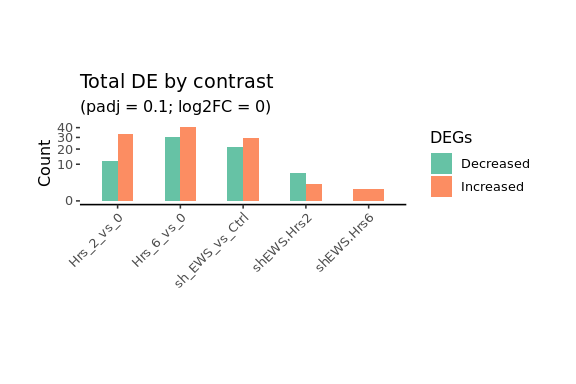 Total DE by contrast
(padj = 0.1; log2FC = 0)
Count
40
30
20
10
0
Hrs_2_vs_0
Hrs_6_vs_0
sh_EWS_vs_Ctrl
shEWS.Hrs2
shEWS.Hrs6
DEGs
Decreased
Increased